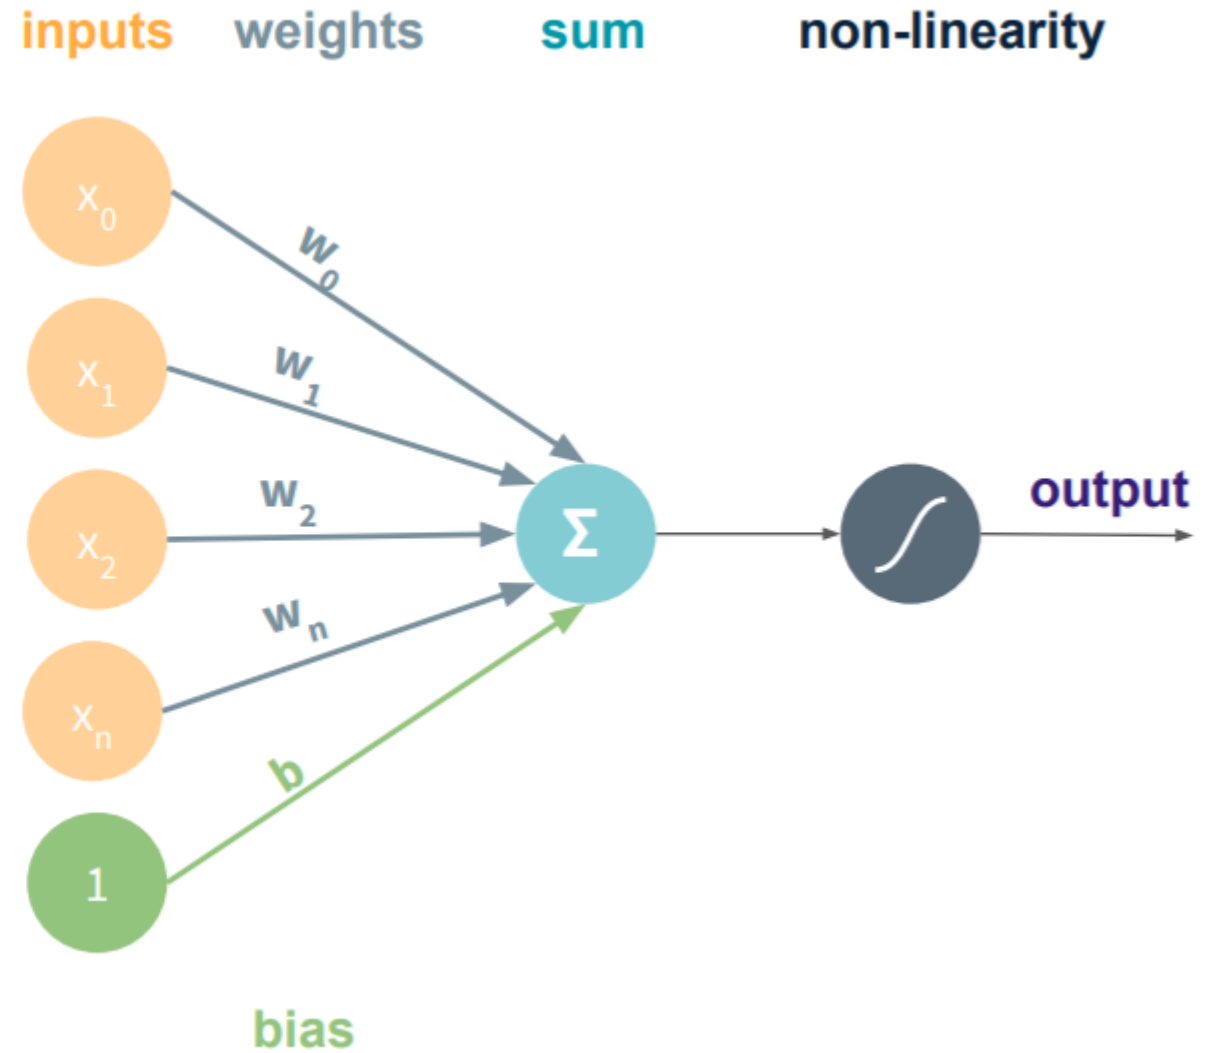 inputs weights sum non-linearity
x0
w0
x1
w1
x2
w2
Σ
output
xn
wn
b
1
bias